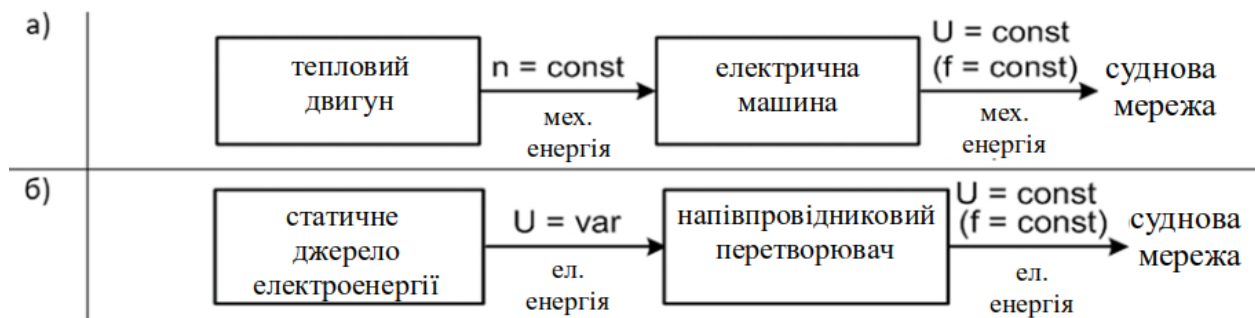 а)
тепловий
двигун
n = const
мех.
енергія
електрична
машина
U = const
(f = const)
мех.
енергія
суднова
мережа
б)
статичне
джерело
електроенергії
U = var
ел.
енергія
напівпровідниковий
перетворювач
U = const
(f = const)
ел.
енергія
суднова
мережа